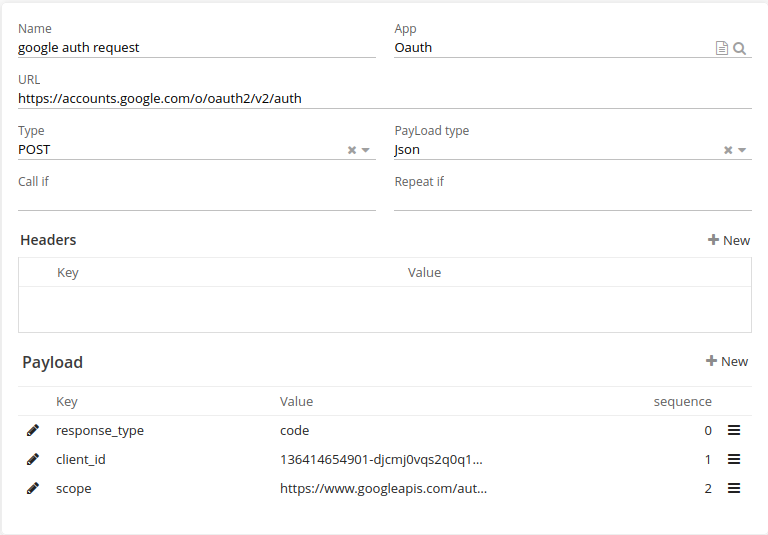 Name App
google auth request Oauth
URL
https://accounts.google.com/o/oauth2/v2/auth
Type PayLoad type
POST Json
Call if Repeat if
Headers New
Key Value
Payload New
Key Value sequence
response_type code 0
client_id 136414654901-djcmj0vqs2q0q1... 1
scope https://www.googleapis.com/aut... 2